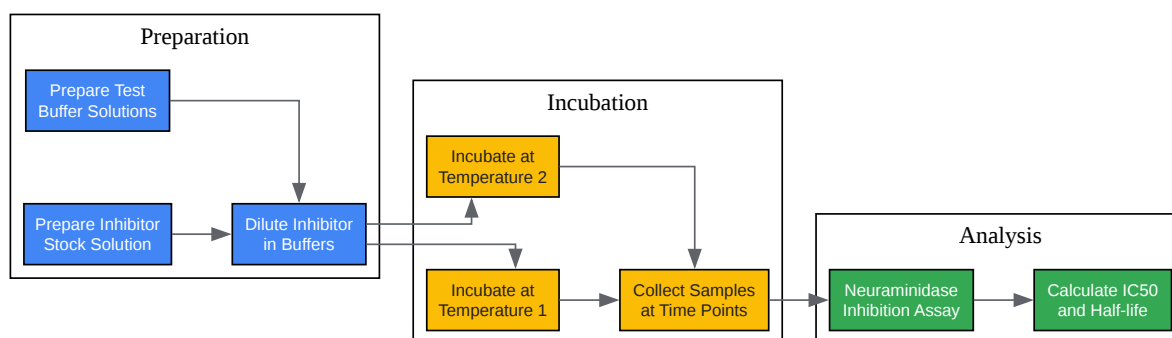 Preparation
Prepare Test
Buffer Solutions
Prepare Inhibitor
Stock Solution
Dilute Inhibitor
in Buffers
Incubation
Incubate at
Temperature 2
Incubate at
Temperature 1
Collect Samples
at Time Points
Analysis
Neuraminidase
Inhibition Assay
Calculate IC50
and Half-life